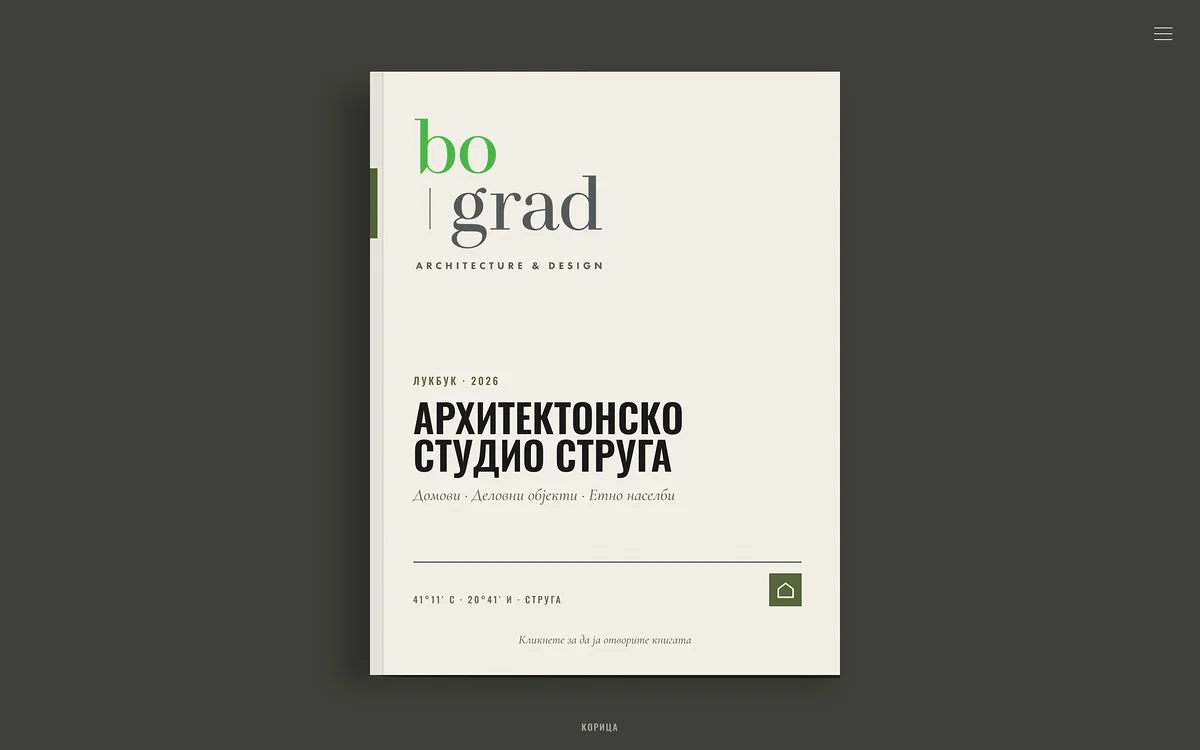 bo
grad
ARCHITECTURE & DESIGN
ЛУКБУК · 2026
АРХИТЕКТОНСКО
СТУДИО СТРУГА
Домови · Деловни објекти · Етно населби
41°11′ С · 20°41′ И · СТРУГА
Кликнете за да ја отворите книгата
КОРИЦА